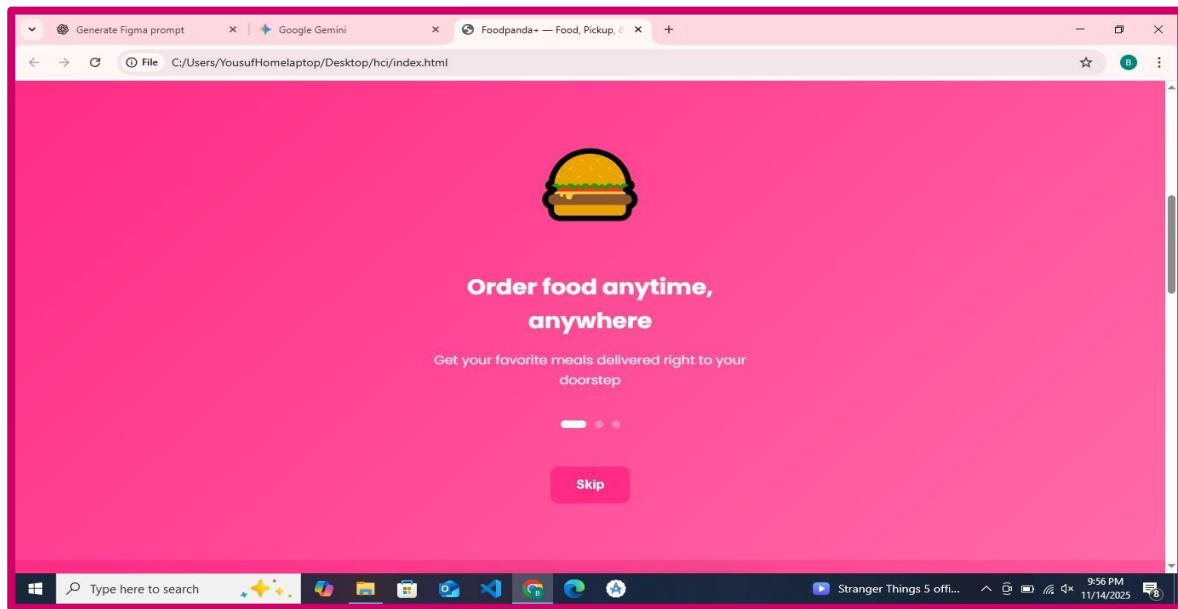 Generate Figma prompt
Google Gemini
Foodpanda+ — Food, Pickup,
File C:/Users/YousufHomelaptop/Desktop/hci/index.html
B
Order food anytime,
anywhere
Get your favorite meals delivered right to your
doorstep
Skip
Type here to search
Stranger Things 5 offi...
9:56 PM
11/14/2025
8